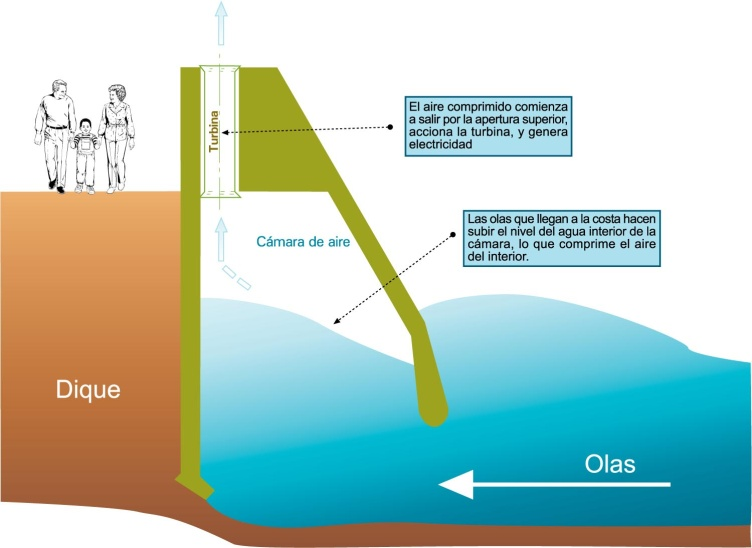 El aire comprimido comienza
a salir por la apertura superior,
acciona la turbina, y genera
electricidad
Turbina
Las olas que llegan a la costa hacen
subir el nivel del agua interior de la
cámara, lo que comprime el aire
del interior.
Cámara de aire
Dique
Olas